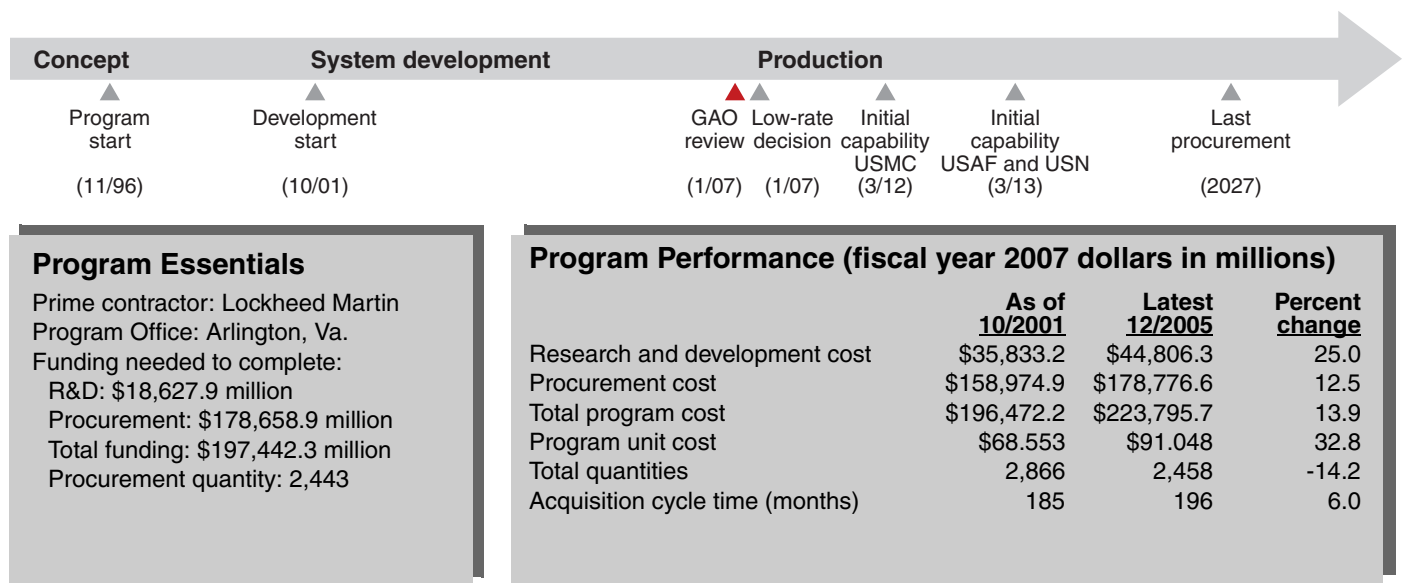 Concept System development Production
Program start
Development start
GAO review
Low-rate decision
Initial capability USMC
Initial capability USAF and USN
Last procurement
(11/96) (10/01) (1/07) (1/07) (3/12) (3/13) (2027)
Program Essentials
Prime contractor: Lockheed Martin
Program Office: Arlington, Va.
Funding needed to complete:
R&D: $18,627.9 million
Procurement: $178,658.9 million
Total funding: $197,442.3 million
Procurement quantity: 2,443
Program Performance (fiscal year 2007 dollars in millions)
As of Latest Percent
10/2001 12/2005 change
Research and development cost $35,833.2 $44,806.3 25.0
Procurement cost $158,974.9 $178,776.6 12.5
Total program cost $196,472.2 $223,795.7 13.9
Program unit cost $68.553 $91.048 32.8
Total quantities 2,866 2,458 -14.2
Acquisition cycle time (months) 185 196 6.0